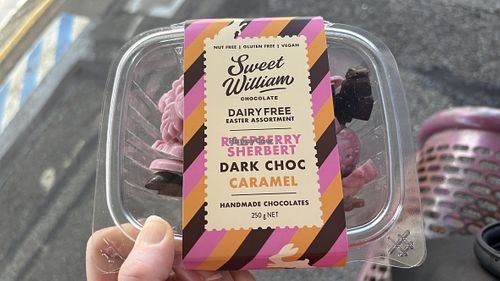 NUT FREE | GLUTEN FREE | VEGAN
Sweet
William
CHOCOLATE
DAIRY FREE
EASTER ASSORTMENT
RASPBERRY
SHERBERT
DARK CHOC
CARAMEL
HANDMADE CHOCOLATES
250 g NET